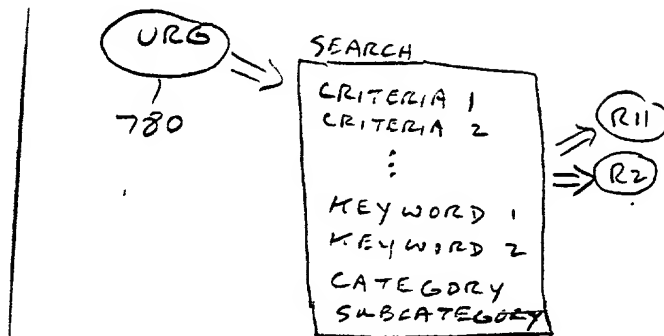 URG
780
SEARCH
CRITERIA 1
CRITERIA 2
⋮
KEYWORD 1
KEYWORD 2
CATEGORY
SUBCATEGORY
R11
R2